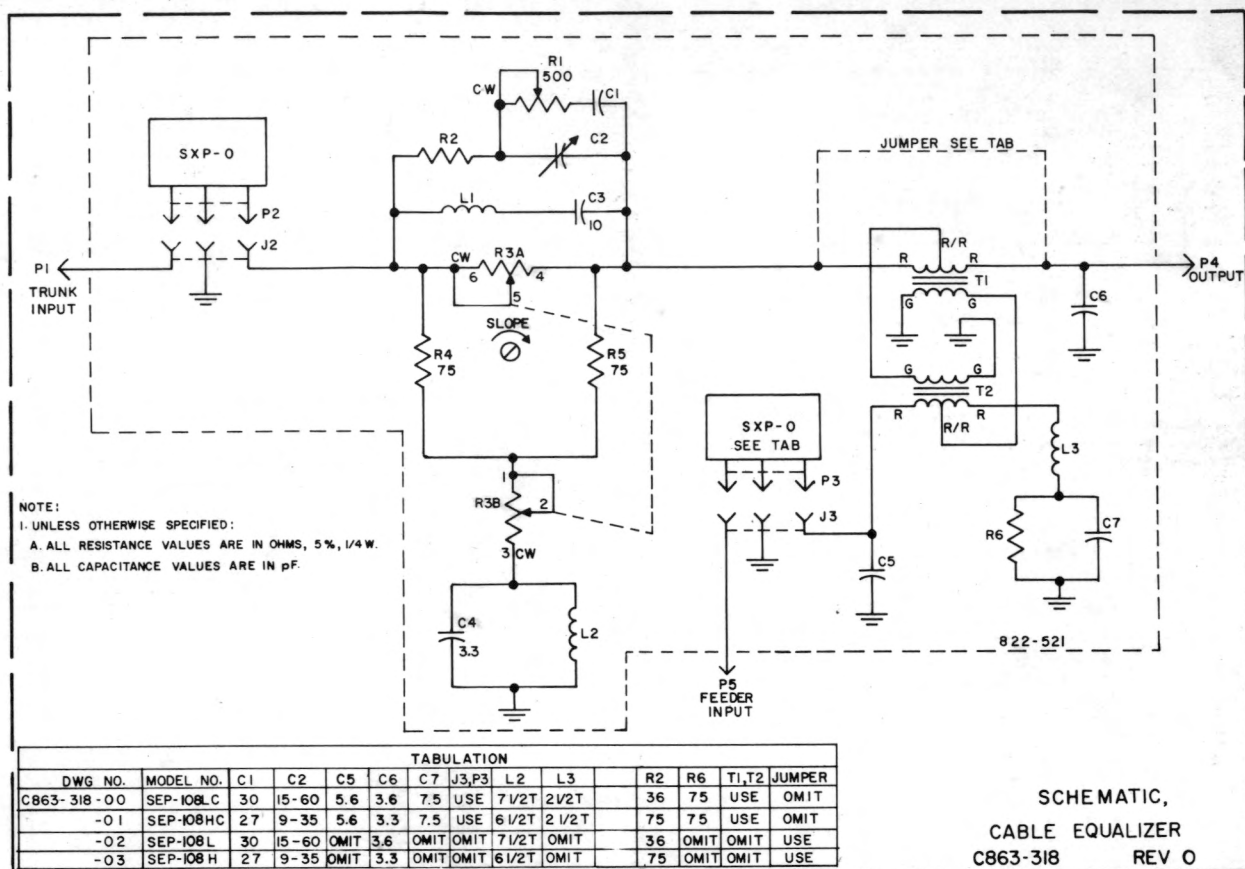 R1
500
CW
C1
R2
C2
SXP-0
JUMPER SEE TAB
L1
C3
10
P2
J2
R/R
P1
TRUNK
INPUT
CW
R3A
6
4
5
R
R
T1
P4
OUTPUT
G
G
C6
SLOPE
R4
75
R5
75
G
G
T2
R
R
R/R
SXP-0
SEE TAB
L3
P3
J3
1
R3B
2
3
CW
R6
C7
C5
NOTE:
1. UNLESS OTHERWISE SPECIFIED:
A. ALL RESISTANCE VALUES ARE IN OHMS, 5%, 1/4 W.
B. ALL CAPACITANCE VALUES ARE IN pF.
C4
3.3
L2
822-521
P5
FEEDER
INPUT
TABULATION
DWG NO. MODEL NO. C1 C2 C5 C6 C7 J3,P3 L2 L3 R2 R6 T1,T2 JUMPER
C863-318-00 SEP-108LC 30 15-60 5.6 3.6 7.5 USE 7 1/2T 2 1/2T 36 75 USE OMIT
-01 SEP-108HC 27 9-35 5.6 3.3 7.5 USE 6 1/2T 2 1/2T 75 75 USE OMIT
-02 SEP-108L 30 15-60 OMIT 3.6 OMIT OMIT 7 1/2T OMIT 36 OMIT OMIT USE
-03 SEP-108H 27 9-35 OMIT 3.3 OMIT OMIT 6 1/2T OMIT 75 OMIT OMIT USE
SCHEMATIC,
CABLE EQUALIZER
C863-318 REV 0